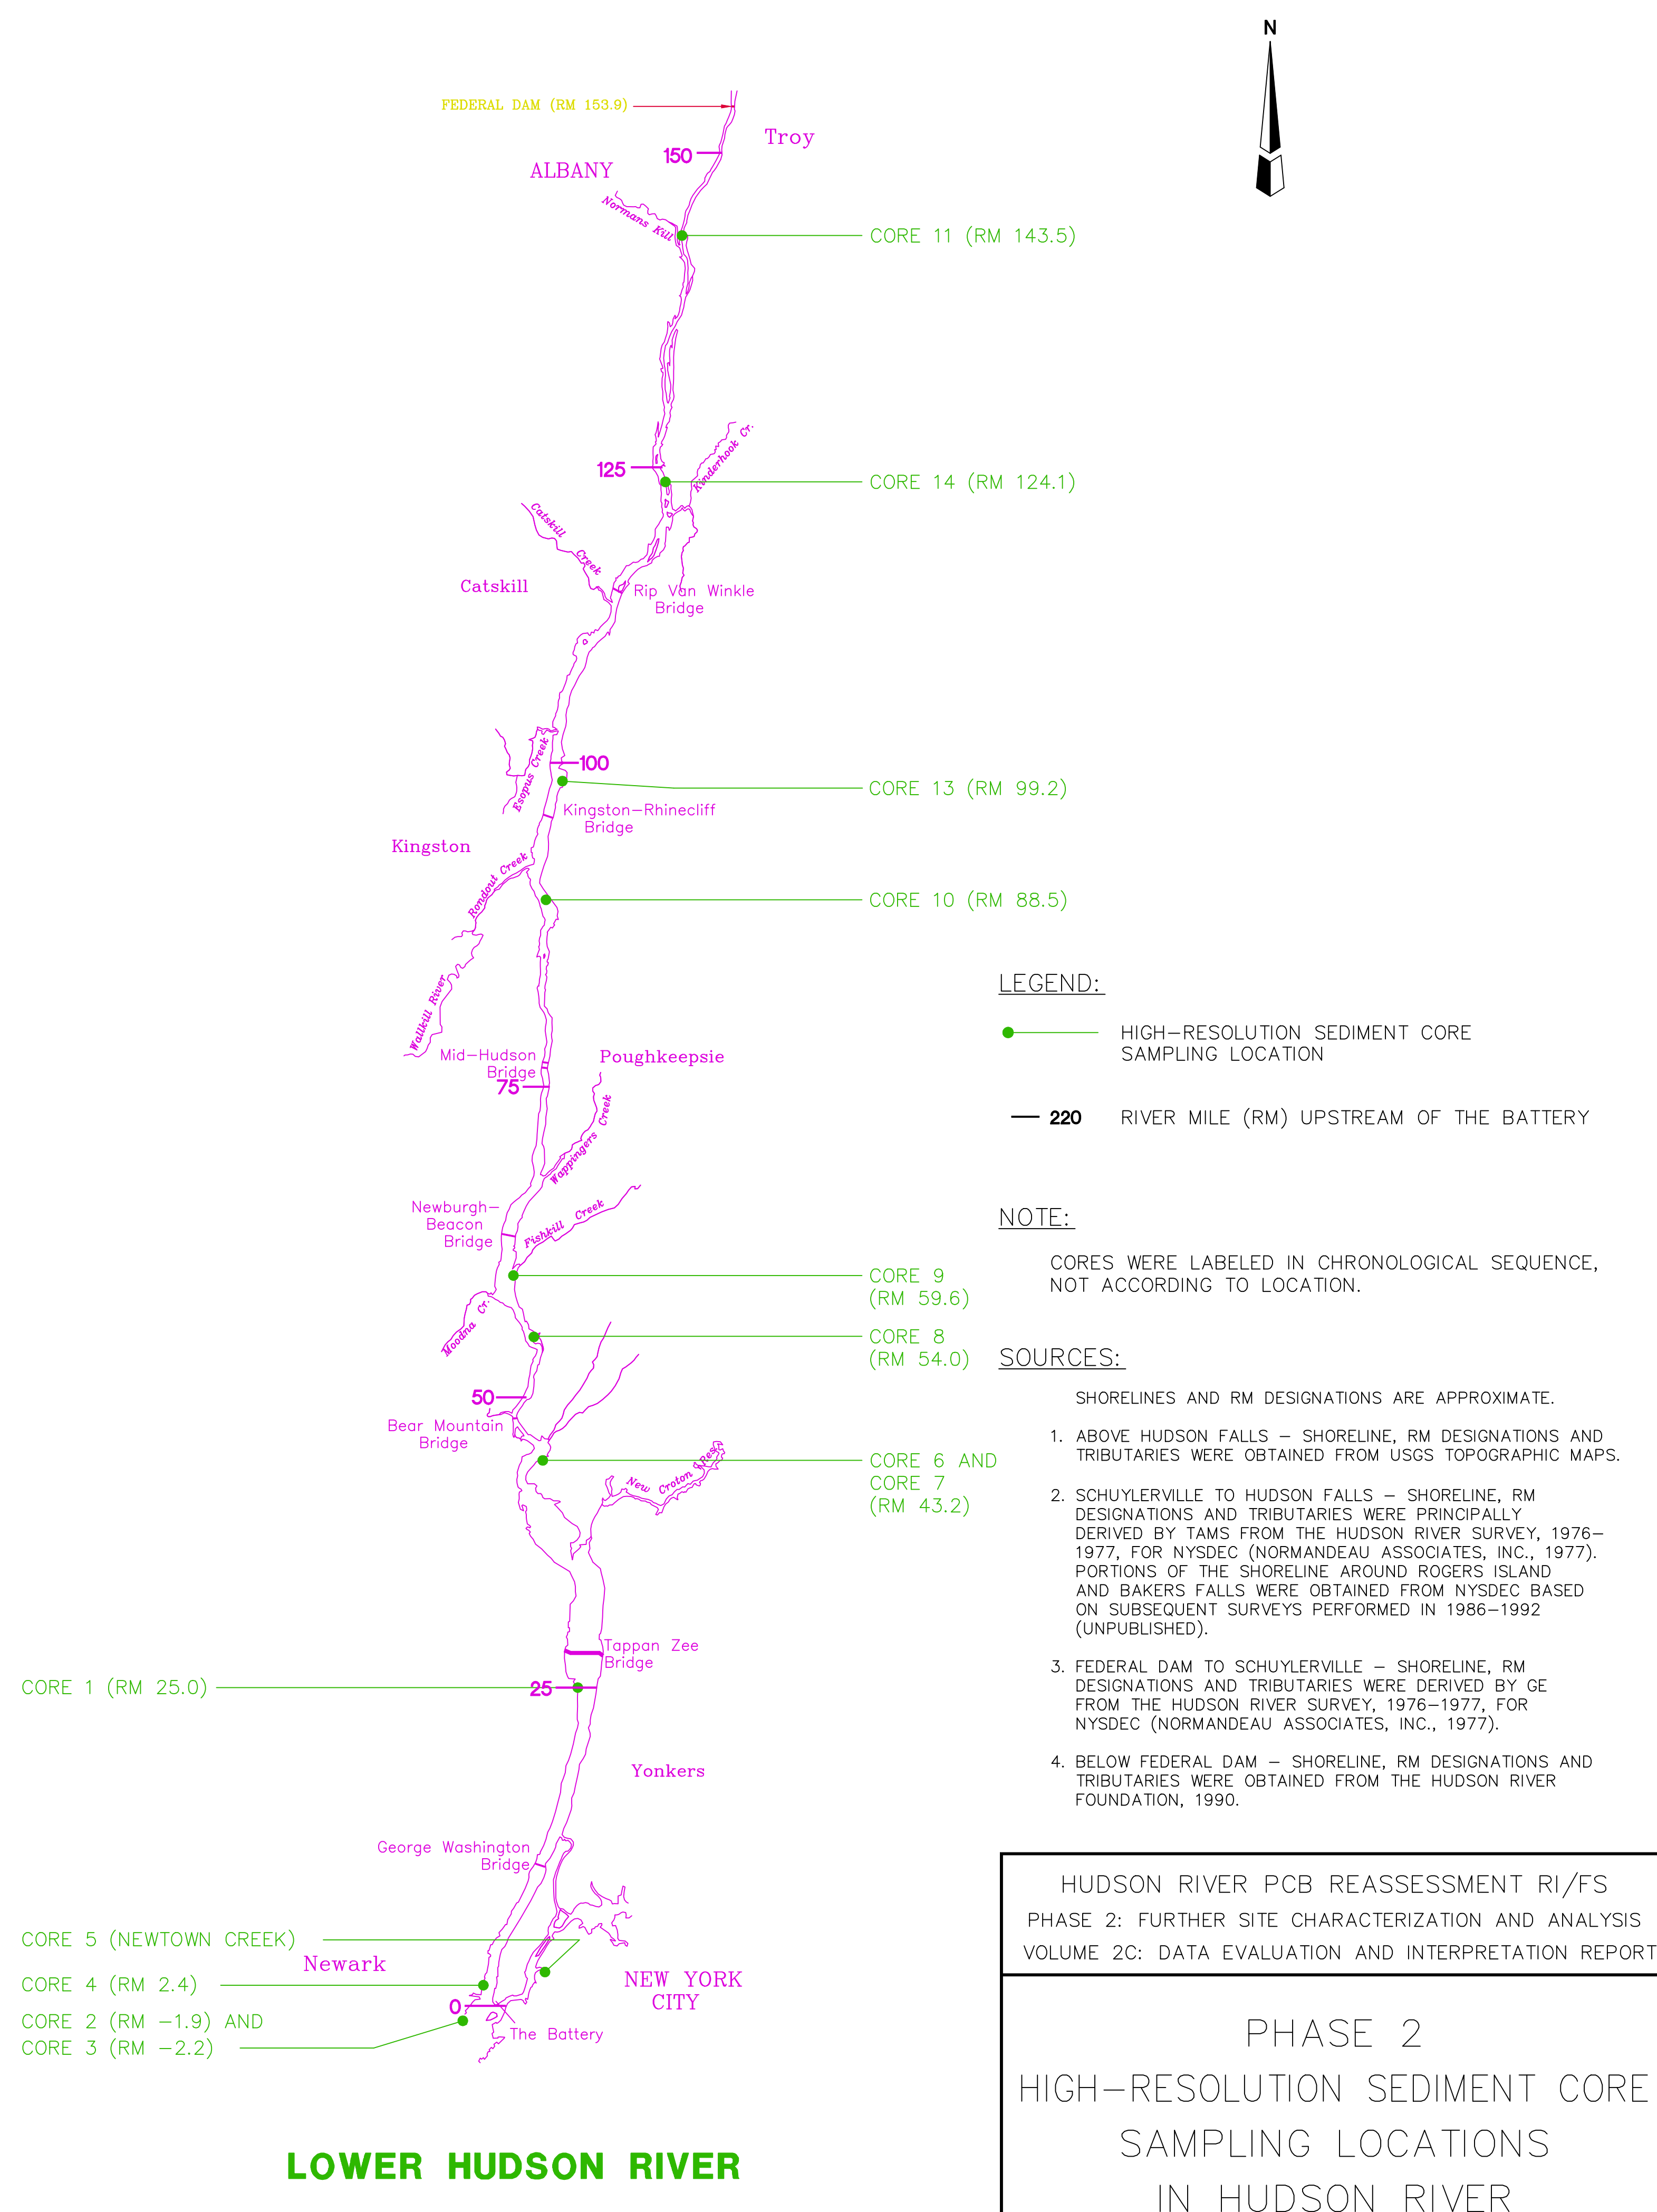 N
FEDERAL DAM (RM 153.9)
Troy
150
ALBANY
Normans Kill
CORE 11 (RM 143.5)
Kinderhook Cr.
125
CORE 14 (RM 124.1)
Catskill Creek
Catskill
Rip Van Winkle
Bridge
Esopus Creek
100
CORE 13 (RM 99.2)
Kingston-Rhinecliff
Bridge
Kingston
Rondout Creek
CORE 10 (RM 88.5)
Wallkill River
Mid-Hudson
Bridge
Poughkeepsie
75
Wappingers Creek
Newburgh-
Beacon
Bridge
Fishkill Creek
CORE 9
(RM 59.6)
Moodna Cr.
CORE 8
(RM 54.0)
50
Bear Mountain
Bridge
CORE 6 AND
CORE 7
(RM 43.2)
New Croton Res.
Tappan Zee
Bridge
CORE 1 (RM 25.0)
25
Yonkers
George Washington
Bridge
CORE 5 (NEWTOWN CREEK)
Newark
CORE 4 (RM 2.4)
NEW YORK
CITY
0
CORE 2 (RM -1.9) AND
CORE 3 (RM -2.2)
The Battery
LOWER HUDSON RIVER
LEGEND:
HIGH-RESOLUTION SEDIMENT CORE
SAMPLING LOCATION
220 RIVER MILE (RM) UPSTREAM OF THE BATTERY
NOTE:
CORES WERE LABELED IN CHRONOLOGICAL SEQUENCE,
NOT ACCORDING TO LOCATION.
SOURCES:
SHORELINES AND RM DESIGNATIONS ARE APPROXIMATE.
1. ABOVE HUDSON FALLS - SHORELINE, RM DESIGNATIONS AND
TRIBUTARIES WERE OBTAINED FROM USGS TOPOGRAPHIC MAPS.
2. SCHUYLERVILLE TO HUDSON FALLS - SHORELINE, RM
DESIGNATIONS AND TRIBUTARIES WERE PRINCIPALLY
DERIVED BY TAMS FROM THE HUDSON RIVER SURVEY, 1976-
1977, FOR NYSDEC (NORMANDEAU ASSOCIATES, INC., 1977).
PORTIONS OF THE SHORELINE AROUND ROGERS ISLAND
AND BAKERS FALLS WERE OBTAINED FROM NYSDEC BASED
ON SUBSEQUENT SURVEYS PERFORMED IN 1986-1992
(UNPUBLISHED).
3. FEDERAL DAM TO SCHUYLERVILLE - SHORELINE, RM
DESIGNATIONS AND TRIBUTARIES WERE DERIVED BY GE
FROM THE HUDSON RIVER SURVEY, 1976-1977, FOR
NYSDEC (NORMANDEAU ASSOCIATES, INC., 1977).
4. BELOW FEDERAL DAM - SHORELINE, RM DESIGNATIONS AND
TRIBUTARIES WERE OBTAINED FROM THE HUDSON RIVER
FOUNDATION, 1990.
HUDSON RIVER PCB REASSESSMENT RI/FS
PHASE 2: FURTHER SITE CHARACTERIZATION AND ANALYSIS
VOLUME 2C: DATA EVALUATION AND INTERPRETATION REPORT
PHASE 2
HIGH-RESOLUTION SEDIMENT CORE
SAMPLING LOCATIONS
IN HUDSON RIVER